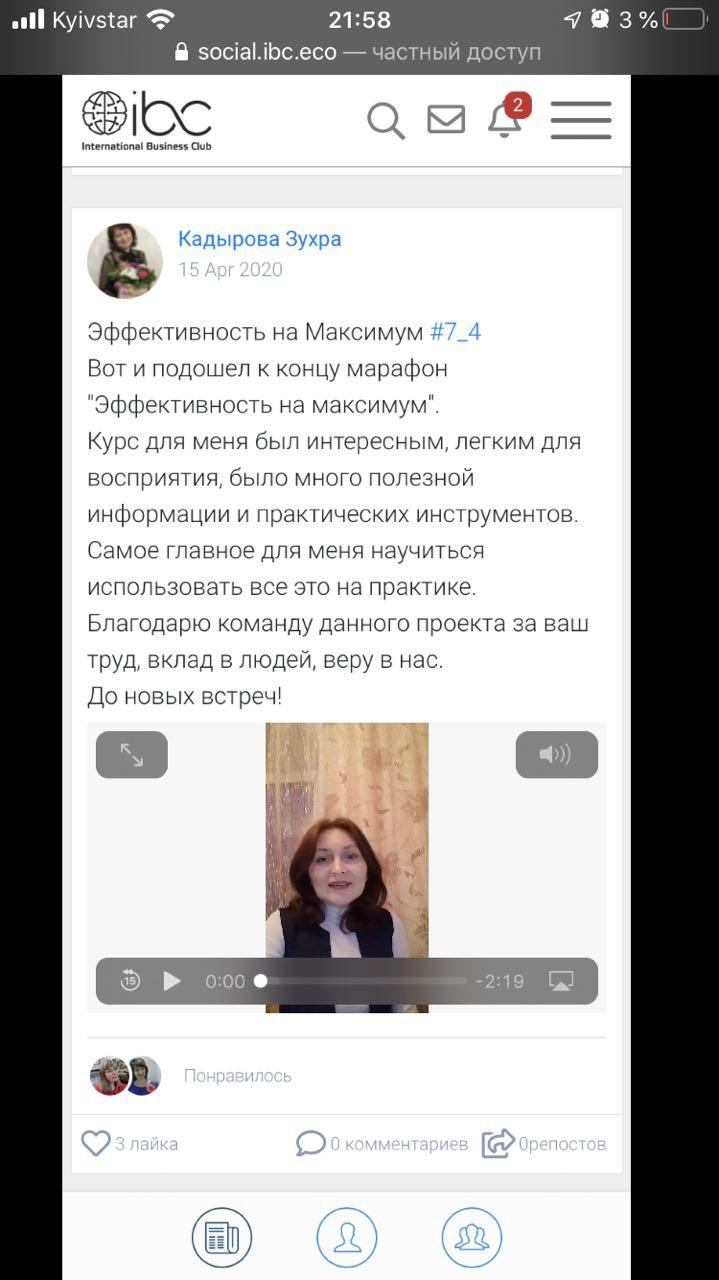 Kyivstar 21:58 3 %
social.ibc.eco — частный доступ
ibc
International Business Club
2
Кадырова Зухра
15 Apr 2020
Эффективность на Максимум #7_4
Вот и подошел к концу марафон
"Эффективность на максимум".
Курс для меня был интересным, легким для
восприятия, было много полезной
информации и практических инструментов.
Самое главное для меня научиться
использовать все это на практике.
Благодарю команду данного проекта за ваш
труд, вклад в людей, веру в нас.
До новых встреч!
15 0:00 -2:19
Понравилось
3 лайка 0 комментариев 0репостов